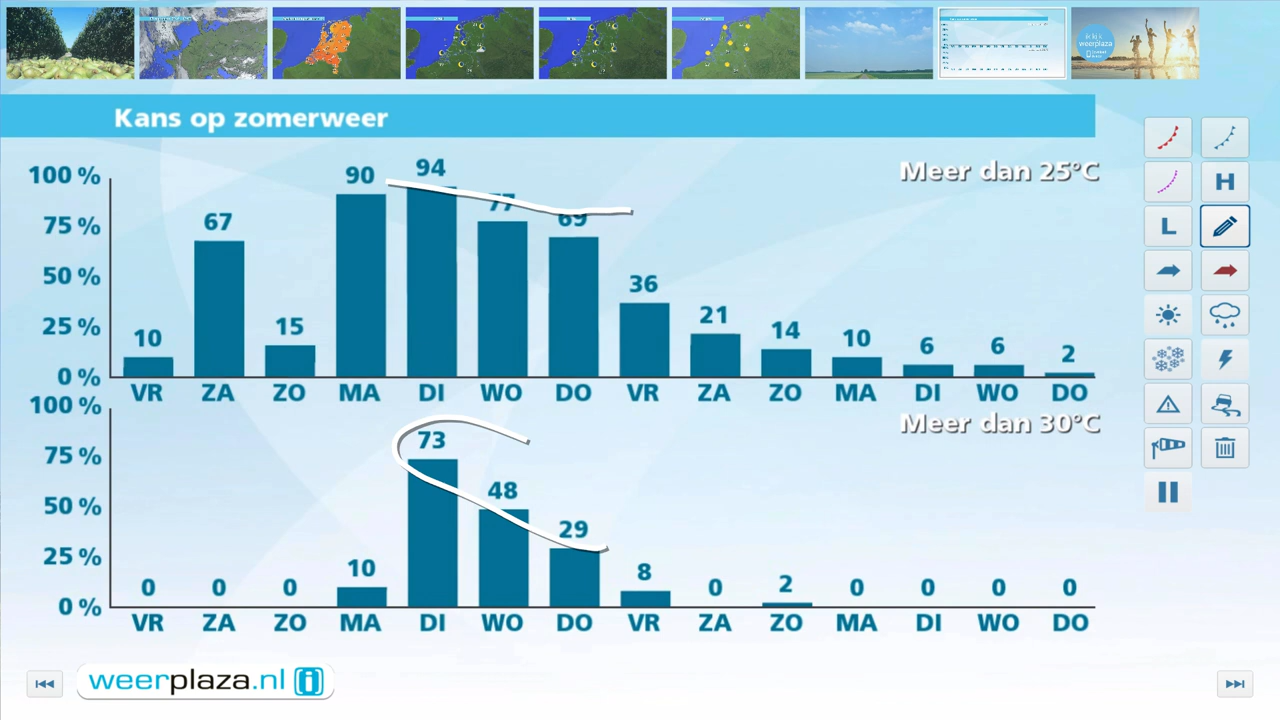 Kans op zomerweer
Meer dan 25°C
100 %
75 %
50 %
25 %
0 %
10 67 15 90 94 77 69 36 21 14 10 6 6 2
VR ZA ZO MA DI WO DO VR ZA ZO MA DI WO DO
Meer dan 30°C
100 %
75 %
50 %
25 %
0 %
0 0 0 10 73 48 29 8 0 2 0 0 0 0
VR ZA ZO MA DI WO DO VR ZA ZO MA DI WO DO
H
L
weerplaza.nl i